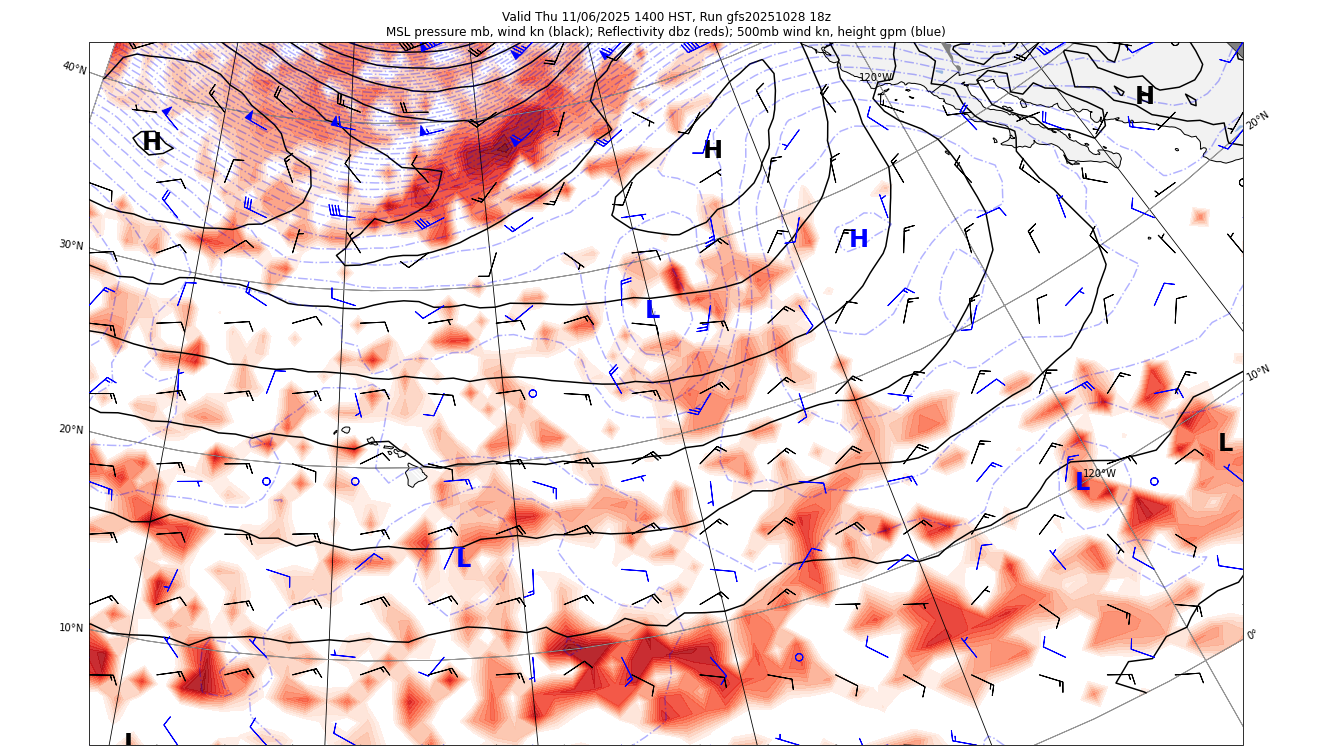 Valid Thu 11/06/2025 1400 HST, Run gfs20251028 18z
MSL pressure mb, wind kn (black); Reflectivity dbz (reds); 500mb wind kn, height gpm (blue)
40°N
120°W
H
20°N
H
H
H
30°N
L
10°N
20°N
L
L
120°W
L
10°N
0°
L